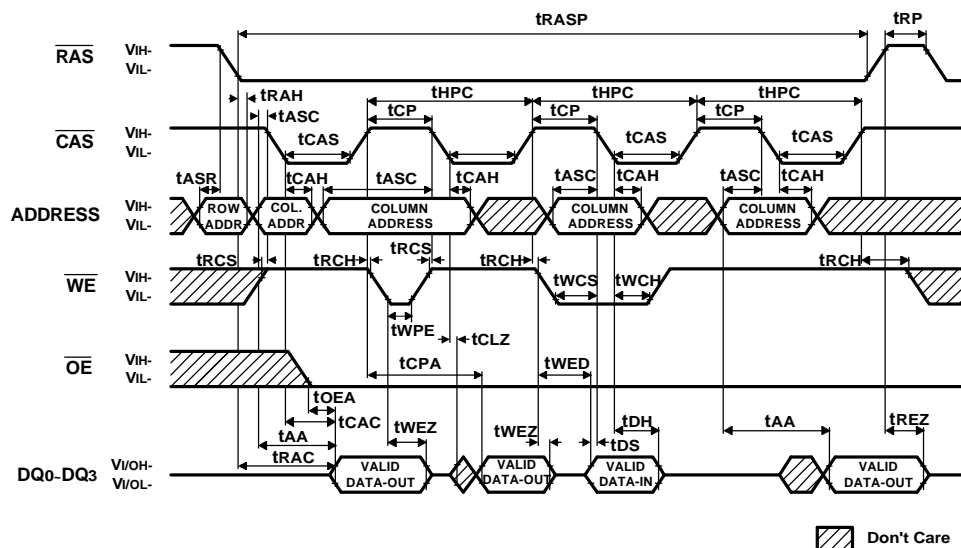 tRASP tRP
RAS VIH- VIL-
tRAH tHPC tHPC tHPC
tASC tCP tCP tCP
CAS VIH- VIL- tCAS tCAS tCAS
tASR tCAH tASC tCAH tASC tCAH tASC tCAH
ADDRESS VIH- VIL- ROW ADDR COL. ADDR COLUMN ADDRESS COLUMN ADDRESS COLUMN ADDRESS
tRCS tRCH tRCS tRCH tRCH
WE VIH- VIL- tWCS tWCH
tWPE
tCLZ
OE VIH- VIL- tCPA tWED
tOEA
tCAC tDH
tAA tWEZ tWEZ tDS tAA tREZ
tRAC
DQ0~DQ3 VI/OH- VI/OL- VALID DATA-OUT VALID DATA-OUT VALID DATA-IN VALID DATA-OUT
Don't Care